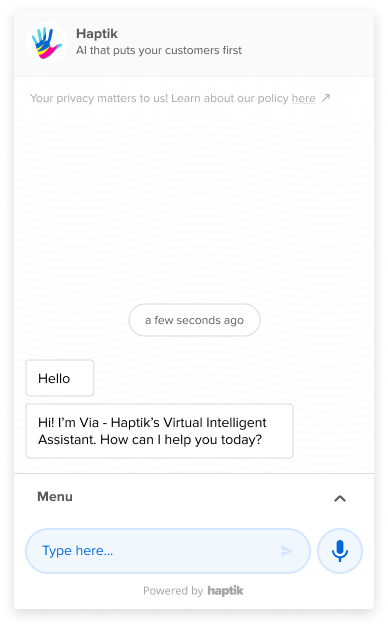 Haptik
AI that puts your customers first
Your privacy matters to us! Learn about our policy here ↗
a few seconds ago
Hello
Hi! I’m Via - Haptik’s Virtual Intelligent
Assistant. How can I help you today?
Menu
Type here...
Powered by haptik